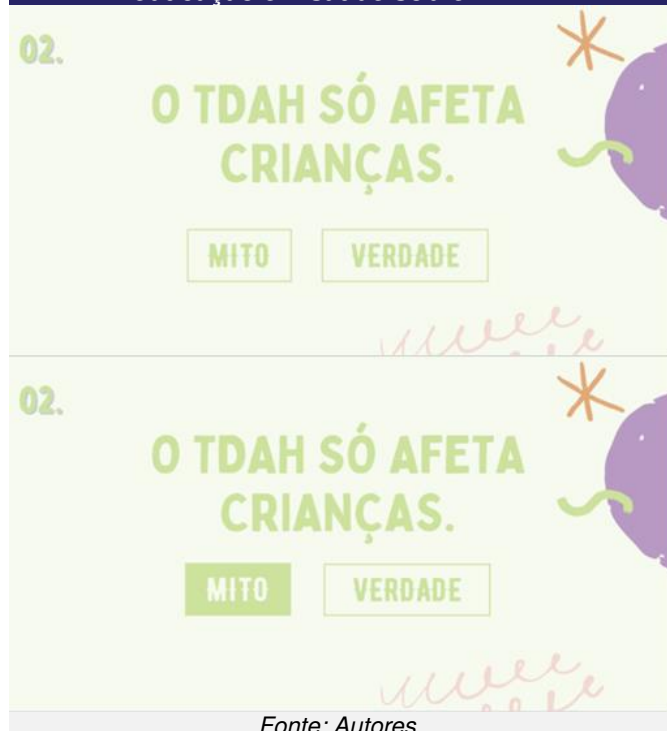 02.
O TDAH SÓ AFETA
CRIANÇAS.
MITO
VERDADE
02.
O TDAH SÓ AFETA
CRIANÇAS.
MITO
VERDADE
Fonte: Autores